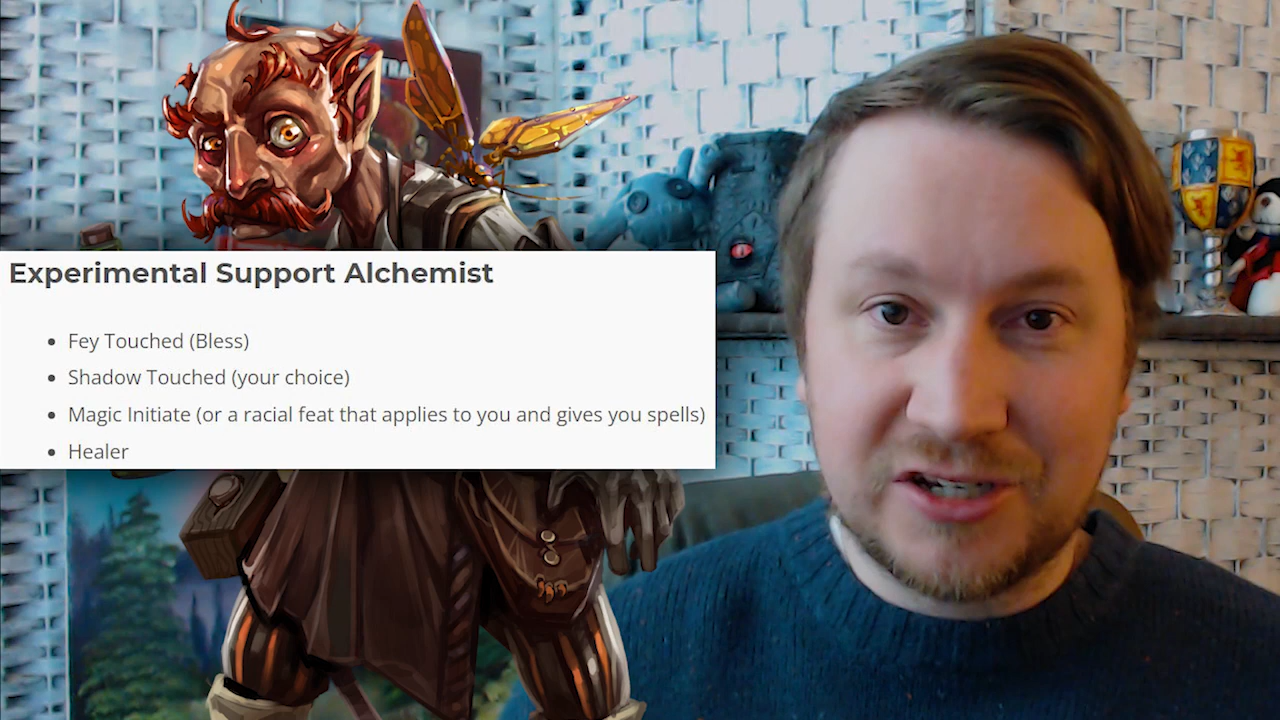 Experimental Support Alchemist
• Fey Touched (Bless)
• Shadow Touched (your choice)
• Magic Initiate (or a racial feat that applies to you and gives you spells)
• Healer